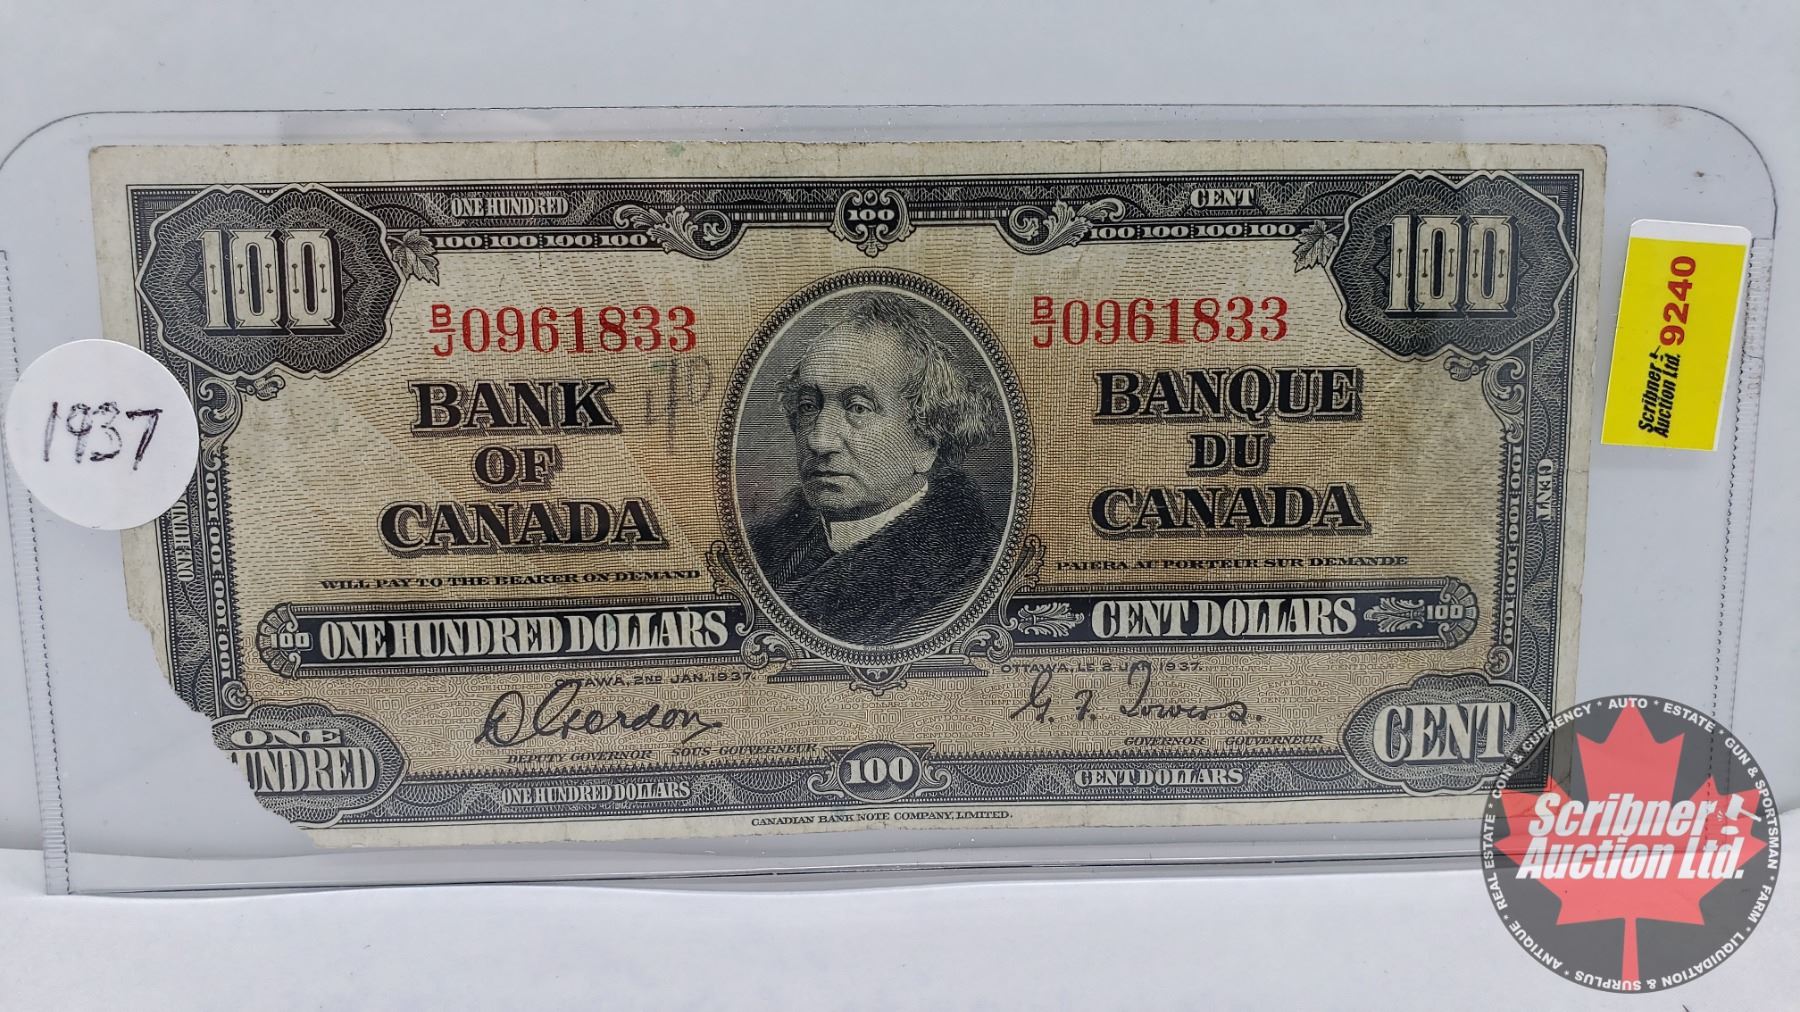 ONE HUNDRED
CENT
100
100 100 100 100
100
100 100 100 100
100
B/J 0961833
B/J 0961833
BANK
OF
CANADA
BANQUE
DU
CANADA
WILL PAY TO THE BEARER ON DEMAND
PAIERA AU PORTEUR SUR DEMANDE
100 ONE HUNDRED DOLLARS
CENT DOLLARS 100
OTTAWA, 2ND JAN. 1937.
OTTAWA, LE 2 JAN. 1937.
D Gordon
G. F. Towers.
DEPUTY GOVERNOR SOUS-GOUVERNEUR
GOVERNOR GOUVERNEUR
ONE
UNDRED
CENT
ONE HUNDRED DOLLARS
100
CENT DOLLARS
CANADIAN BANK NOTE COMPANY, LIMITED.
CENT
1937
9240
Scribner
Auction Ltd.
Scribner
Auction Ltd.
COIN & CURRENCY * AUTO * ESTATE * GUN & SPORTSMAN * FARM * LIQUIDATION & SURPLUS * ANTIQUE * REAL ESTATE *